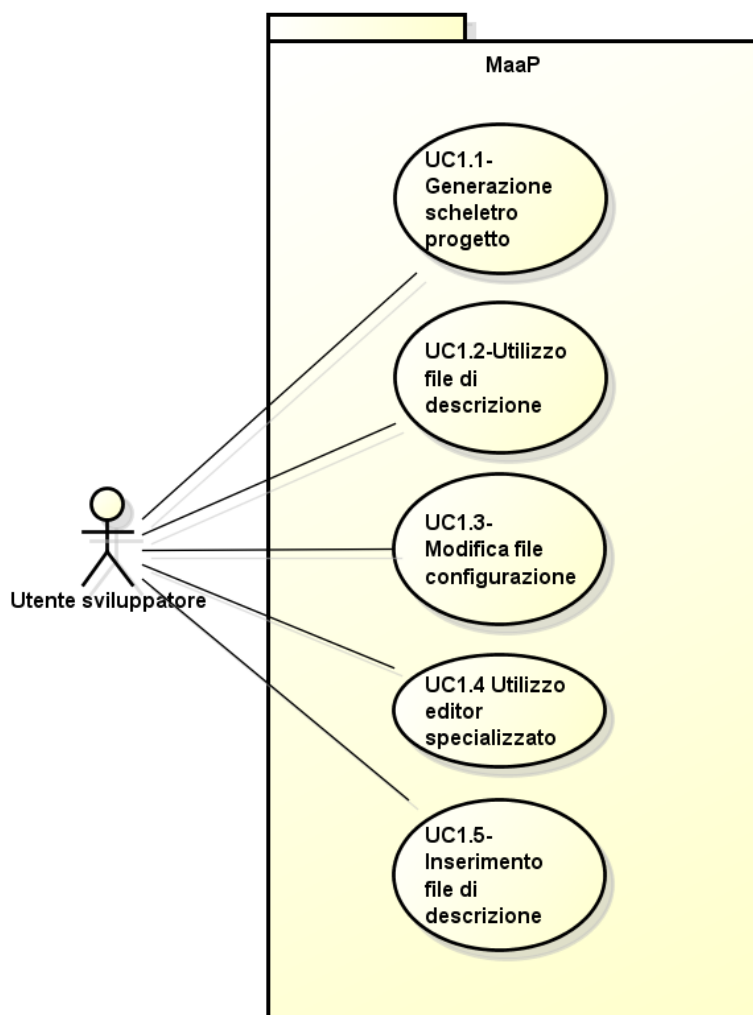 MaaP
UC1.1-
Generazione
scheletro
progetto
UC1.2-Utilizzo
file di
descrizione
UC1.3-
Modifica file
configurazione
Utente sviluppatore
UC1.4 Utilizzo
editor
specializzato
UC1.5-
Inserimento
file di
descrizione